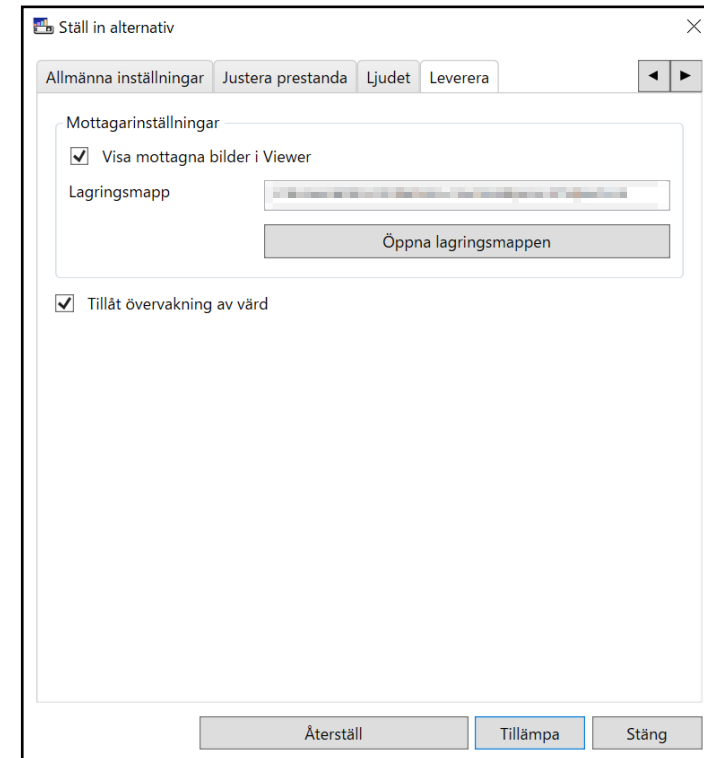 Ställ in alternativ
Allmänna inställningar Justera prestanda Ljudet Leverera
Mottagarinställningar
Visa mottagna bilder i Viewer
Lagringsmapp
Öppna lagringsmappen
Tillåt övervakning av värd
Återställ Tillämpa Stäng